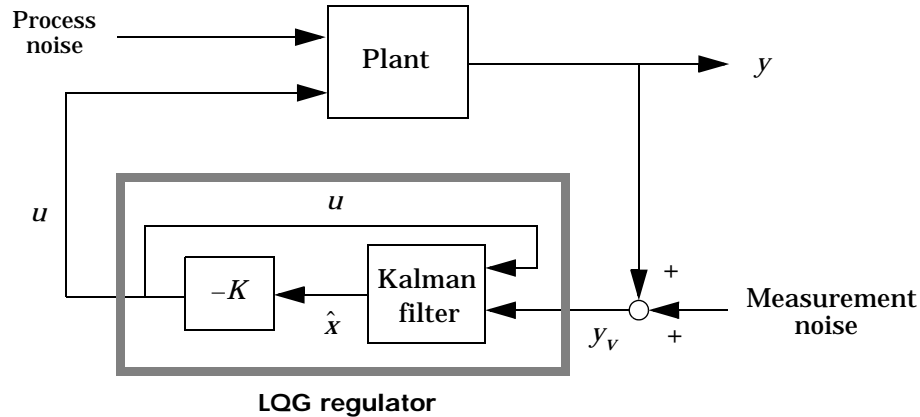 Process
noise
Plant
y
u
u
–K
x̂
Kalman
filter
y_v
+
+
Measurement
noise
LQG regulator